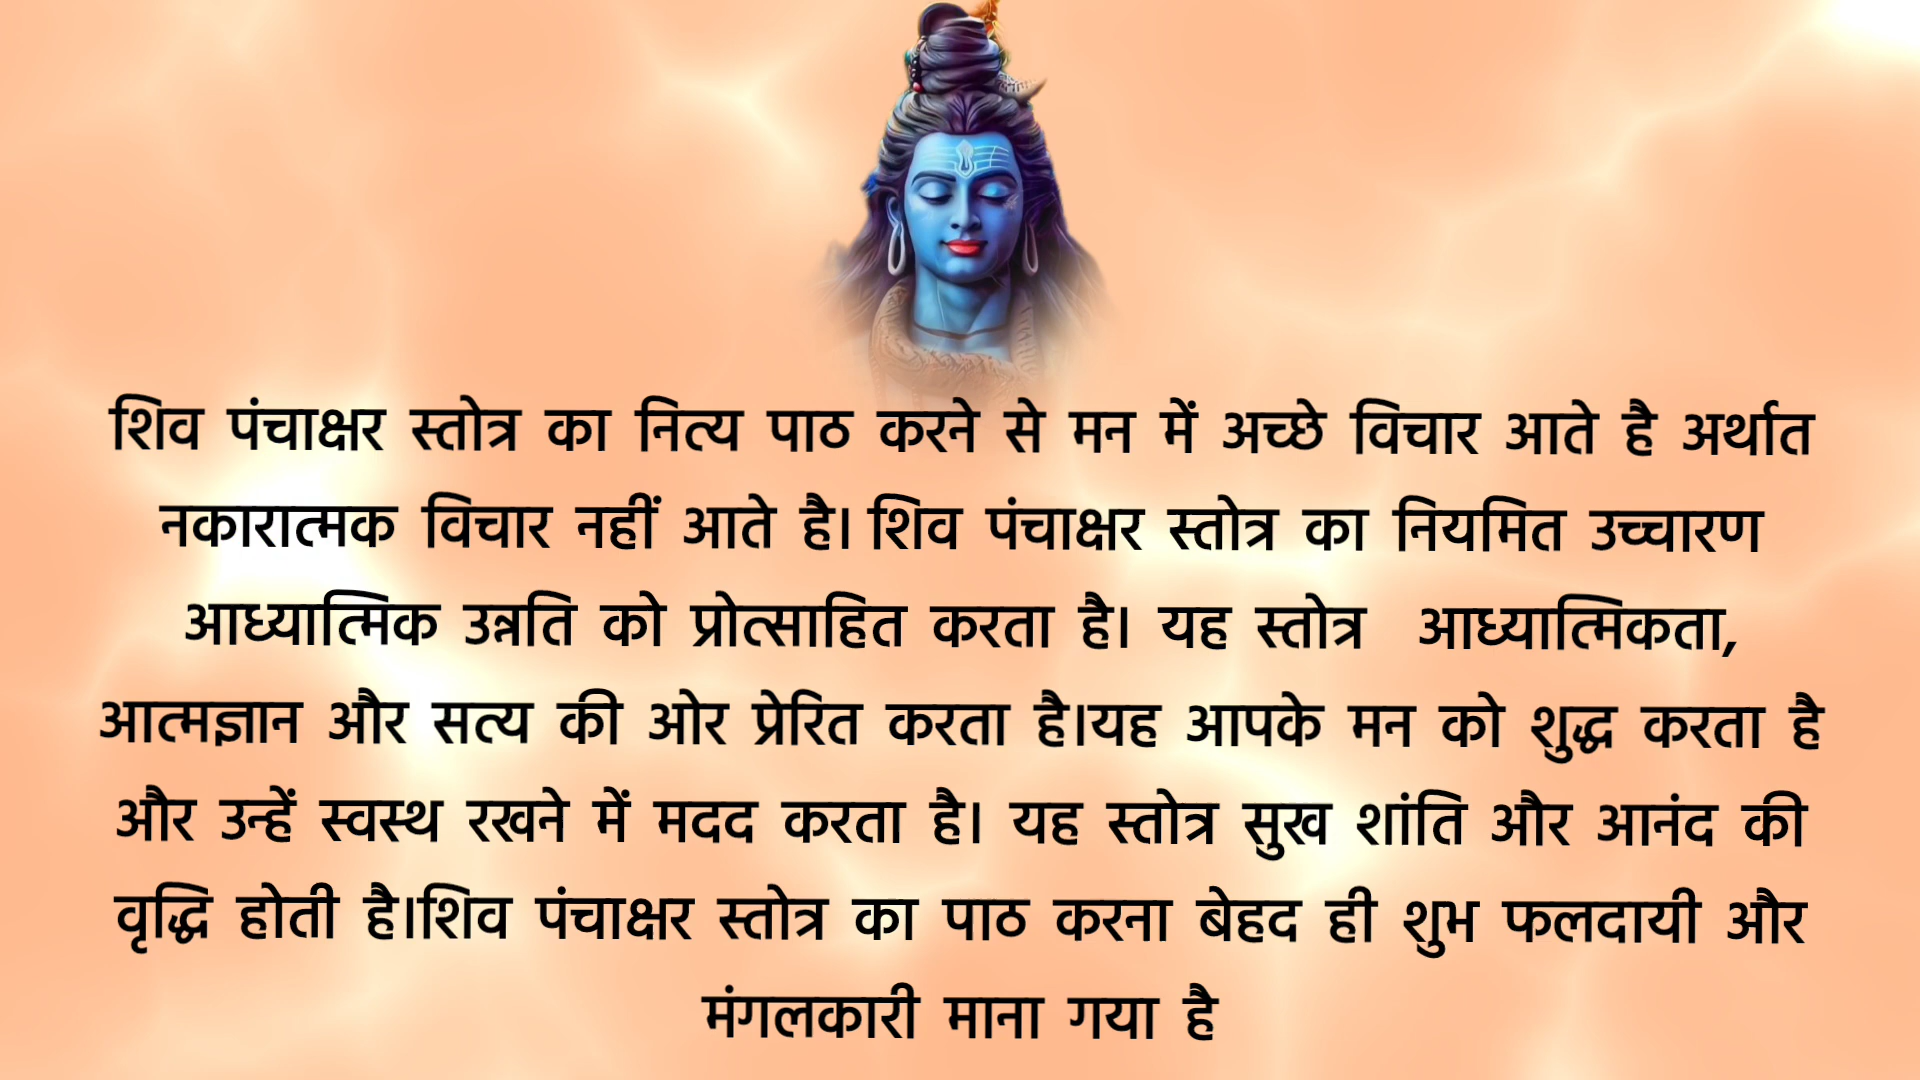 शिव पंचाक्षर स्तोत्र का नित्य पाठ करने से मन में अच्छे विचार आते है अर्थात
नकारात्मक विचार नहीं आते है। शिव पंचाक्षर स्तोत्र का नियमित उच्चारण
आध्यात्मिक उन्नति को प्रोत्साहित करता है। यह स्तोत्र आध्यात्मिकता,
आत्मज्ञान और सत्य की ओर प्रेरित करता है।यह आपके मन को शुद्ध करता है
और उन्हें स्वस्थ रखने में मदद करता है। यह स्तोत्र सुख शांति और आनंद की
वृद्धि होती है।शिव पंचाक्षर स्तोत्र का पाठ करना बेहद ही शुभ फलदायी और
मंगलकारी माना गया है